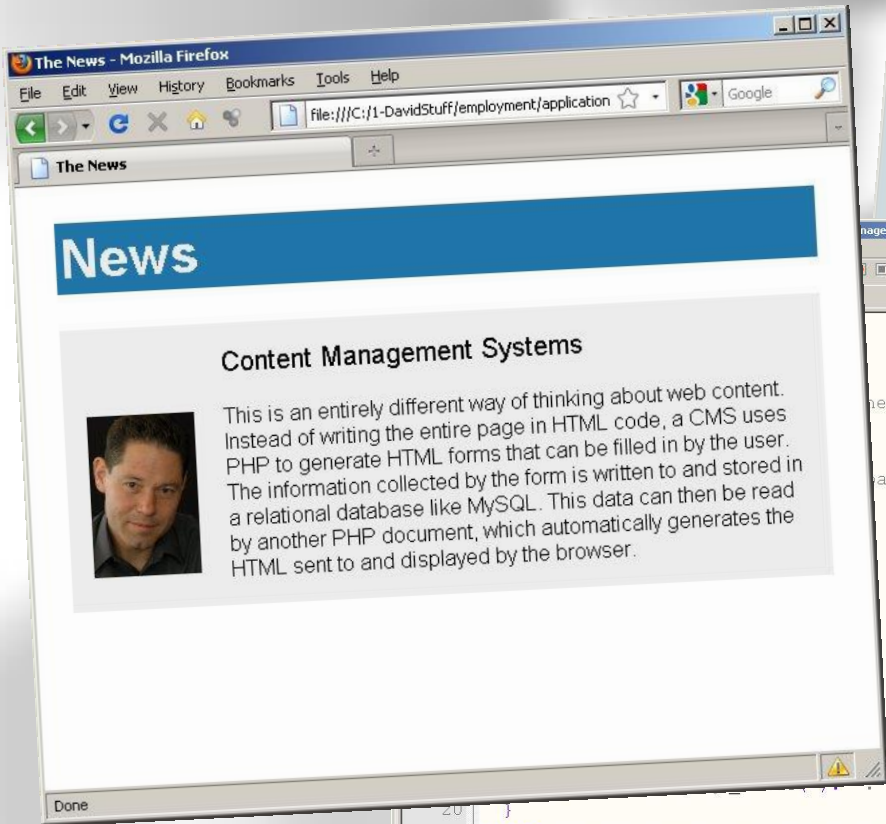 The News - Mozilla Firefox
File Edit View History Bookmarks Tools Help
file:///C:/1-DavidStuff/employment/application
Google
The News
News
Content Management Systems
This is an entirely different way of thinking about web content.
Instead of writing the entire page in HTML code, a CMS uses
PHP to generate HTML forms that can be filled in by the user.
The information collected by the form is written to and stored in
a relational database like MySQL. This data can then be read
by another PHP document, which automatically generates the
HTML sent to and displayed by the browser.
Done
20 }